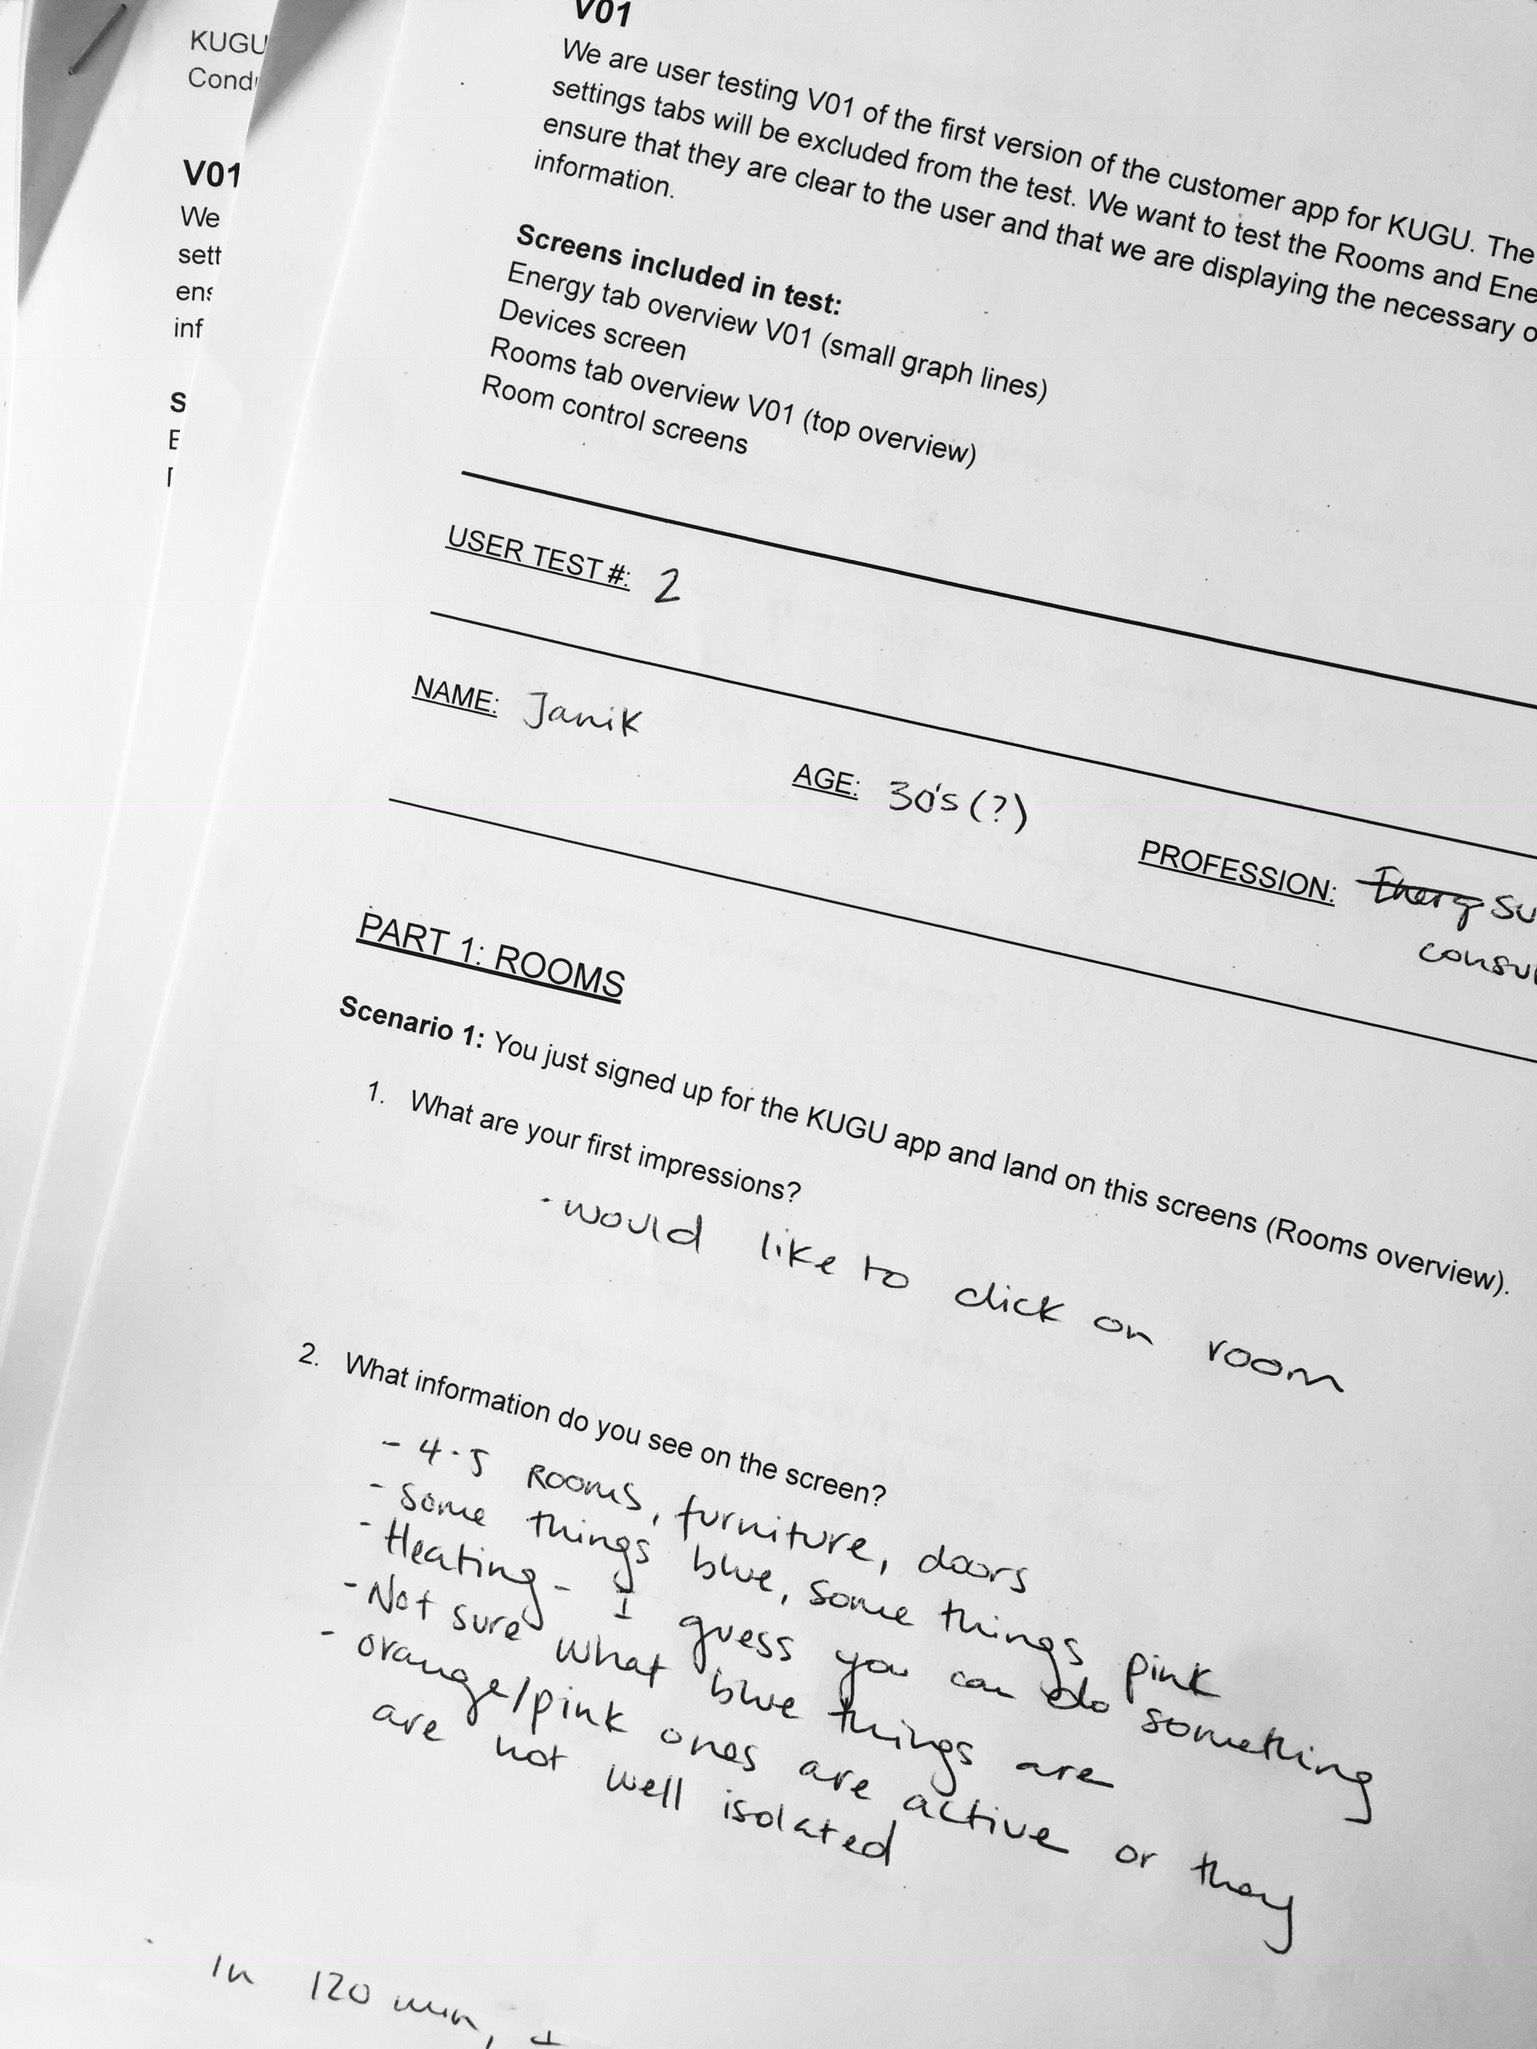 KUGU
V01
We
sett
inf
S
E
V01
We are user testing V01 of the first version of the customer app for KUGU. The
settings tabs will be excluded from the test. We want to test the Rooms and Ene
ensure that they are clear to the user and that we are displaying the necessary o
information.
Screens included in test:
Energy tab overview V01 (small graph lines)
Devices screen
Rooms tab overview V01 (top overview)
Room control screens
USER TEST #: 2
NAME: Janik
AGE: 30's (?)
PROFESSION: Energ su
consu
PART 1: ROOMS
Scenario 1: You just signed up for the KUGU app and land on this screens (Rooms overview).
1. What are your first impressions?
- would like to click on room
2. What information do you see on the screen?
- 4-5 Rooms, furniture, doors
- some things blue, some things pink
- Heating - I guess you can do something
- Not sure what blue things are
- orange/pink ones are active or they
are not well isolated
In 120 min, I